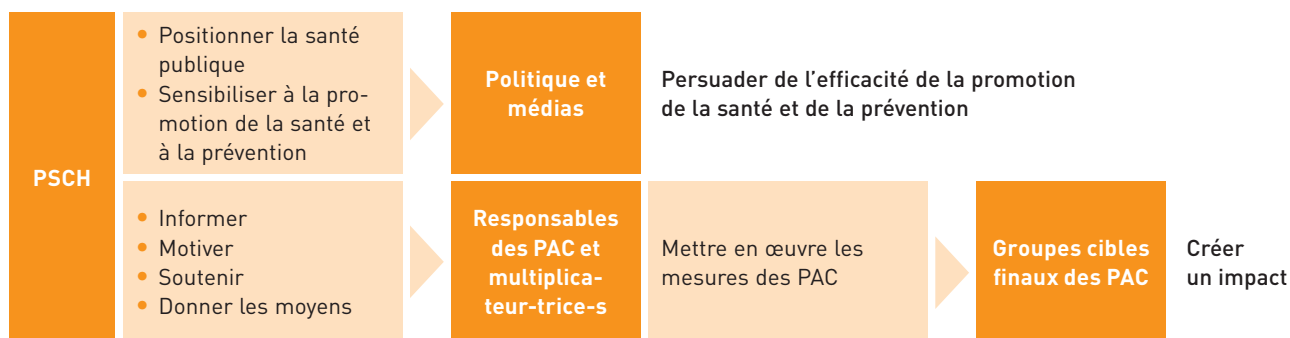 PSCH
• Positionner la santé
publique
• Sensibiliser à la pro-
motion de la santé et
à la prévention
Politique et
médias
Persuader de l’efficacité de la promotion
de la santé et de la prévention
• Informer
• Motiver
• Soutenir
• Donner les moyens
Responsables
des PAC et
multiplica-
teur-trice-s
Mettre en œuvre les
mesures des PAC
Groupes cibles
finaux des PAC
Créer
un impact